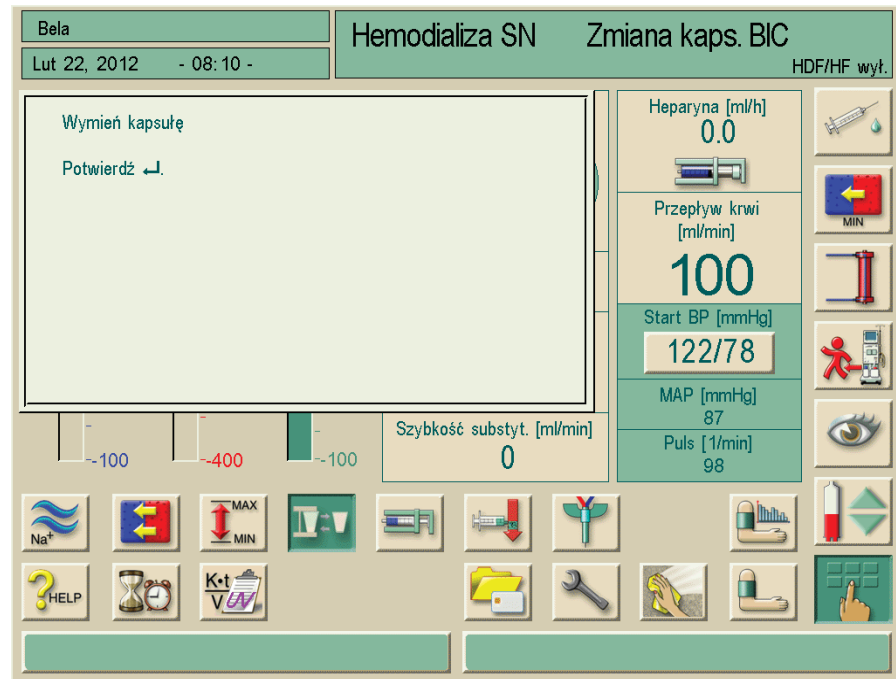 Bela
Lut 22, 2012 - 08:10 -
Hemodializa SN Zmiana kaps. BIC
HDF/HF wył.
Wymień kapsułę
Potwierdź ↵.
Heparyna [ml/h]
0.0
Przepływ krwi
[ml/min]
100
Start BP [mmHg]
122/78
MAP [mmHg]
87
Puls [1/min]
98
MIN
-100
-400
-100
Szybkość substyt. [ml/min]
0
Na+
MAX
MIN
HELP
K•t
V
UV